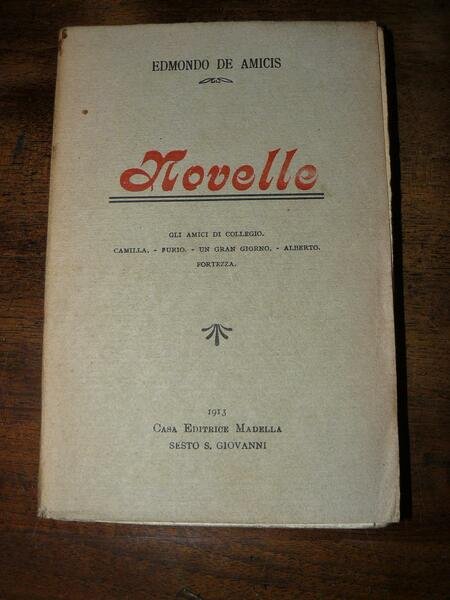 EDMONDO DE AMICIS
Novelle
GLI AMICI DI COLLEGIO.
CAMILLA. - FURIO. - UN GRAN GIORNO. - ALBERTO.
FORTEZZA.
1913
CASA EDITRICE MADELLA
SESTO S. GIOVANNI